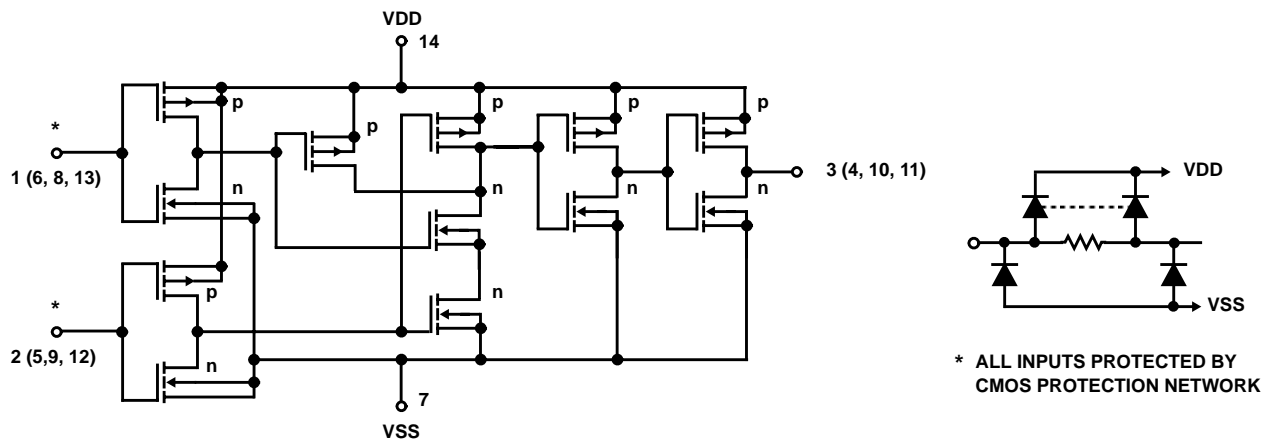 VDD
14
p
p
p
p
p
*
1 (6, 8, 13)
n
n
n
n
3 (4, 10, 11)
VDD
*
p
n
2 (5,9, 12)
n
VSS
7
VSS
* ALL INPUTS PROTECTED BY
CMOS PROTECTION NETWORK